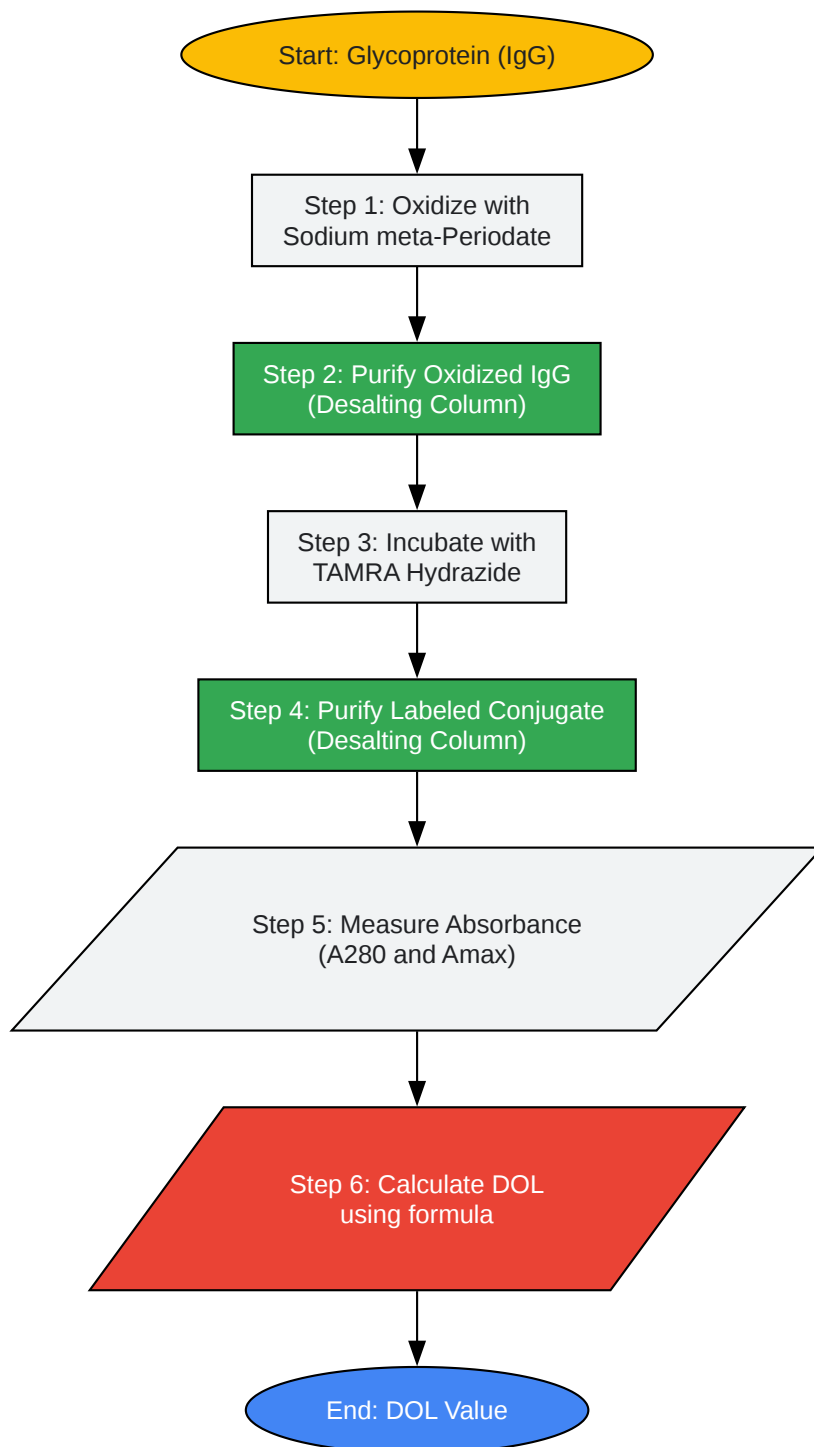 Start: Glycoprotein (IgG)
Step 1: Oxidize with
Sodium meta-Periodate
Step 2: Purify Oxidized IgG
(Desalting Column)
Step 3: Incubate with
TAMRA Hydrazide
Step 4: Purify Labeled Conjugate
(Desalting Column)
Step 5: Measure Absorbance
(A280 and Amax)
Step 6: Calculate DOL
using formula
End: DOL Value